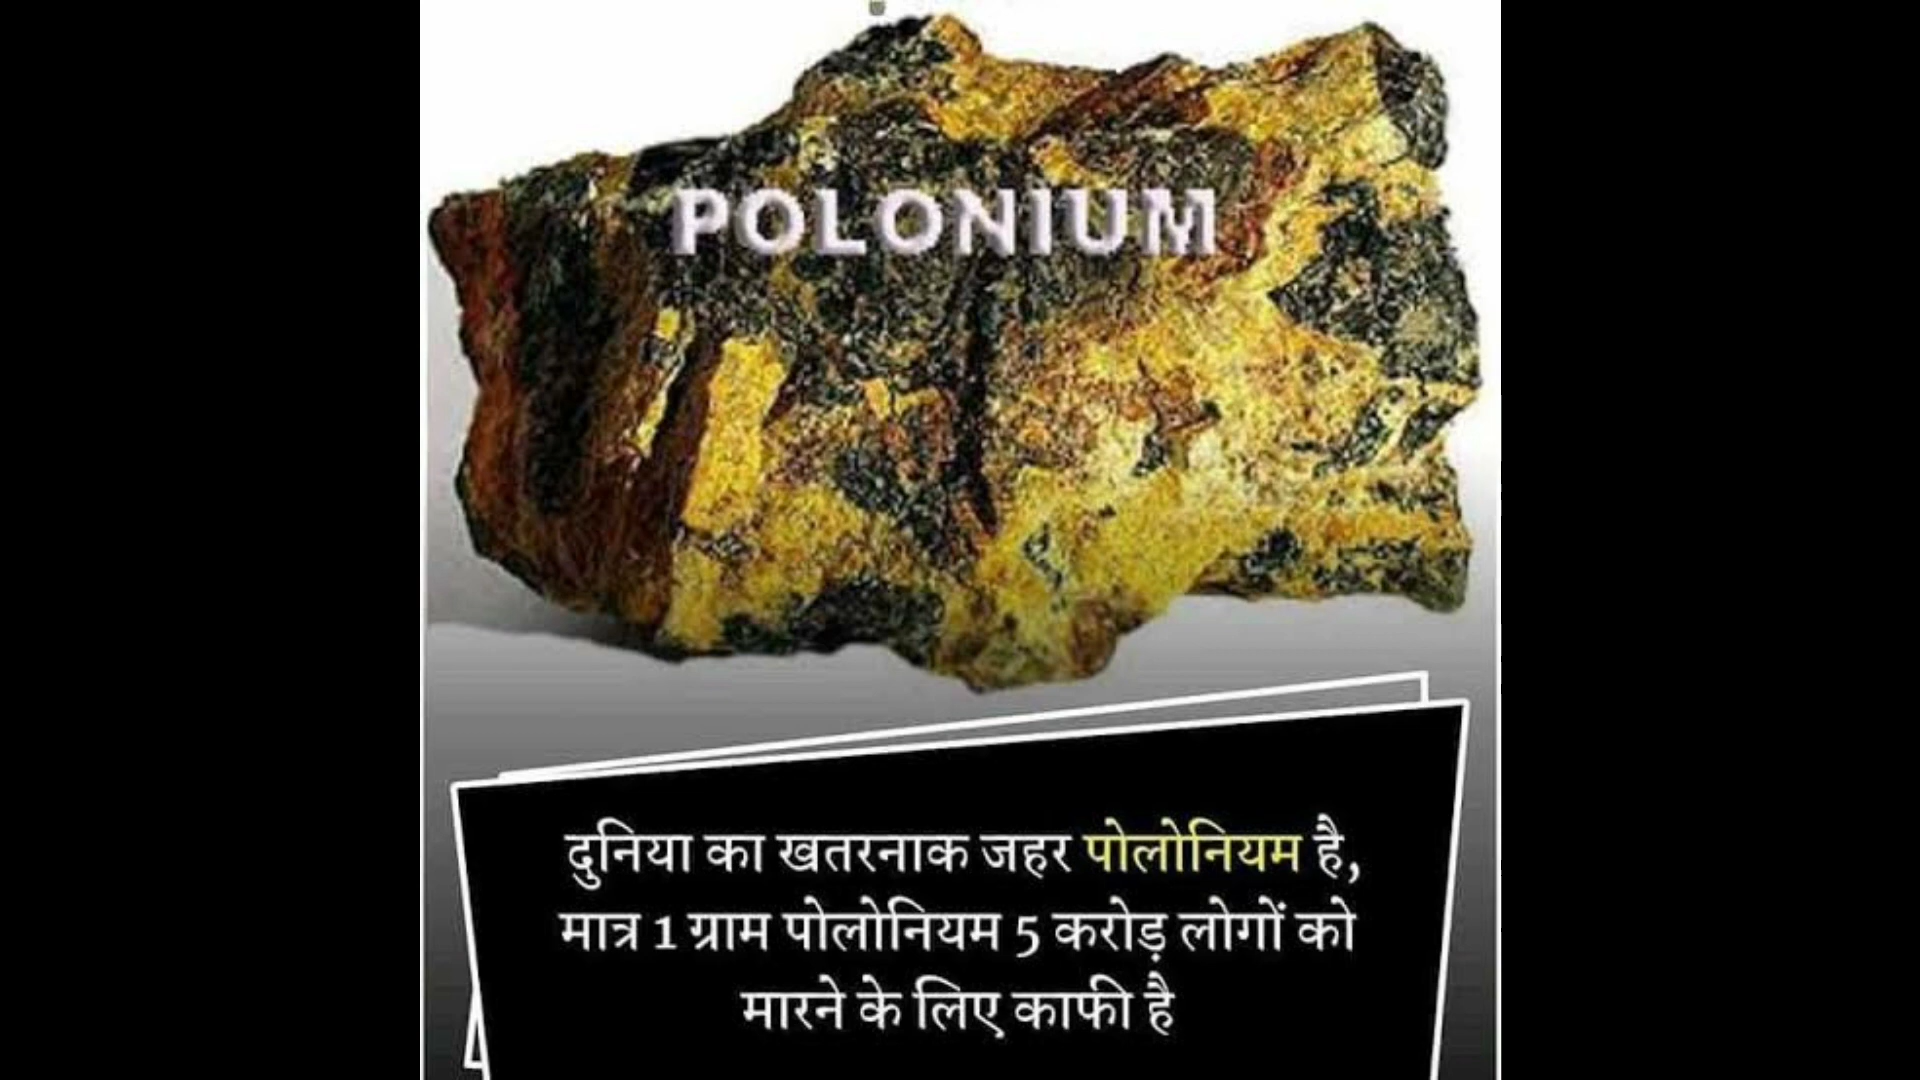 POLONIUM
दुनिया का खतरनाक जहर पोलोनियम है,
मात्र 1 ग्राम पोलोनियम 5 करोड़ लोगों को
मारने के लिए काफी है